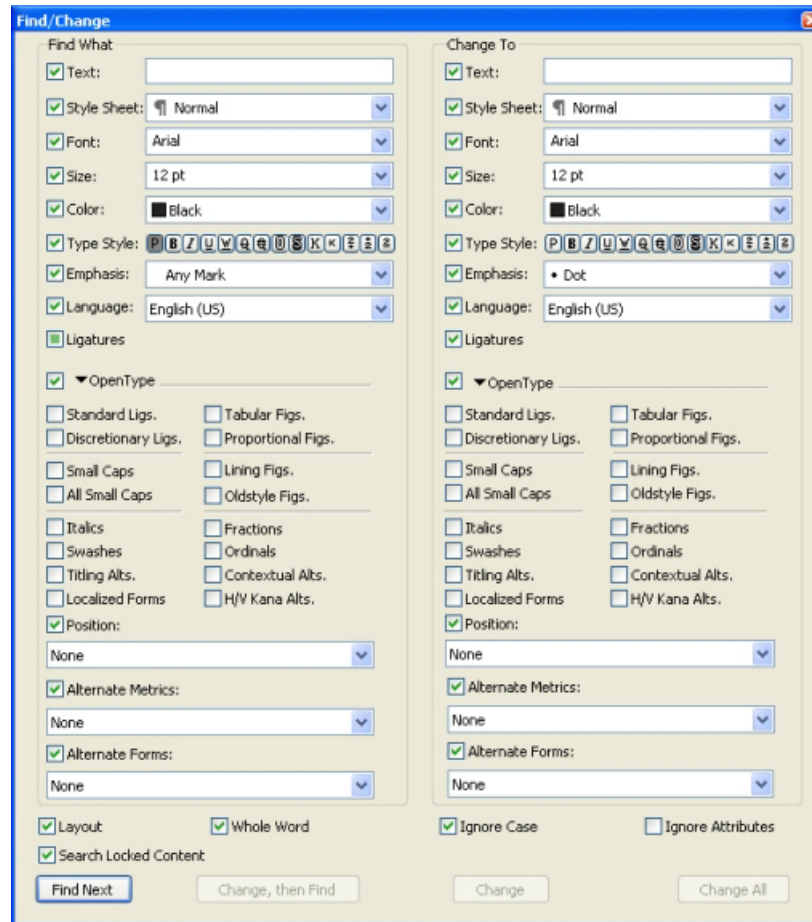 Find/Change
Find What
Text:
Style Sheet: ¶ Normal
Font: Arial
Size: 12 pt
Color: Black
Type Style: P B I U W Q Q O S K K
Emphasis: Any Mark
Language: English (US)
Ligatures
OpenType
Standard Ligs. Tabular Figs.
Discretionary Ligs. Proportional Figs.
Small Caps Lining Figs.
All Small Caps Oldstyle Figs.
Italics Fractions
Swashes Ordinals
Titling Alts. Contextual Alts.
Localized Forms H/V Kana Alts.
Position:
None
Alternate Metrics:
None
Alternate Forms:
None
Change To
Text:
Style Sheet: ¶ Normal
Font: Arial
Size: 12 pt
Color: Black
Type Style: P B I U W Q Q O S K K
Emphasis: • Dot
Language: English (US)
Ligatures
OpenType
Standard Ligs. Tabular Figs.
Discretionary Ligs. Proportional Figs.
Small Caps Lining Figs.
All Small Caps Oldstyle Figs.
Italics Fractions
Swashes Ordinals
Titling Alts. Contextual Alts.
Localized Forms H/V Kana Alts.
Position:
None
Alternate Metrics:
None
Alternate Forms:
None
Layout Whole Word Ignore Case Ignore Attributes
Search Locked Content
Find Next Change, then Find Change Change All